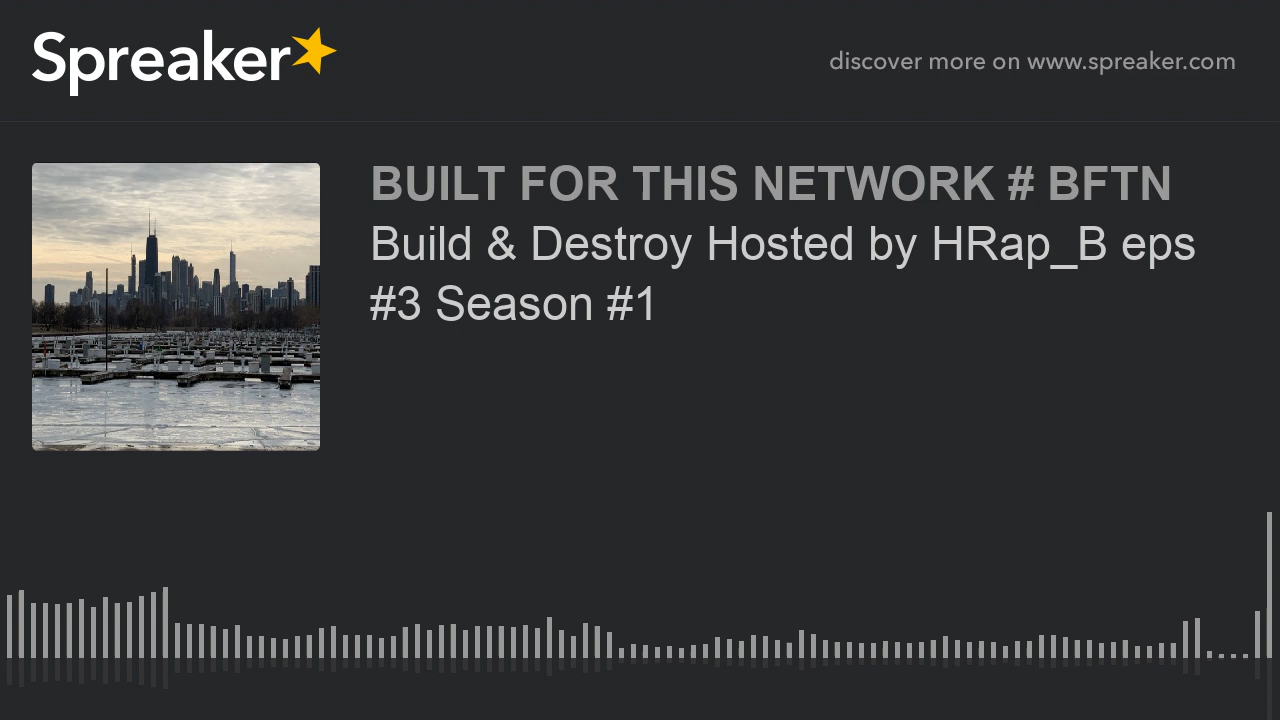 Spreaker
discover more on www.spreaker.com
BUILT FOR THIS NETWORK # BFTN
Build & Destroy Hosted by HRap_B eps
#3 Season #1